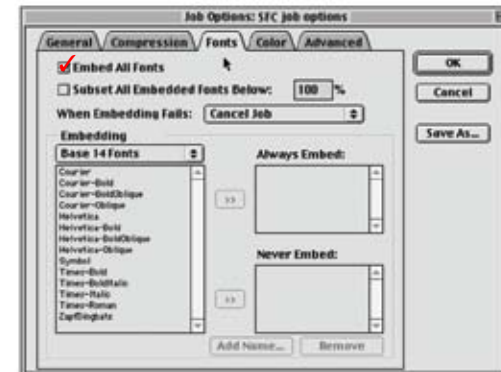 Job Options: SFC job options
General Compression Fonts Color Advanced
Embed All Fonts
Subset All Embedded Fonts Below: 100 %
When Embedding Fails: Cancel Job
OK
Cancel
Save As...
Embedding
Base 14 Fonts
Courier
Courier-Bold
Courier-BoldOblique
Courier-Oblique
Helvetica
Helvetica-Bold
Helvetica-BoldOblique
Helvetica-Oblique
Symbol
Times-Bold
Times-BoldItalic
Times-Italic
Times-Roman
ZapfDingbats
Always Embed:
>>
Never Embed:
>>
Add Name... Remove